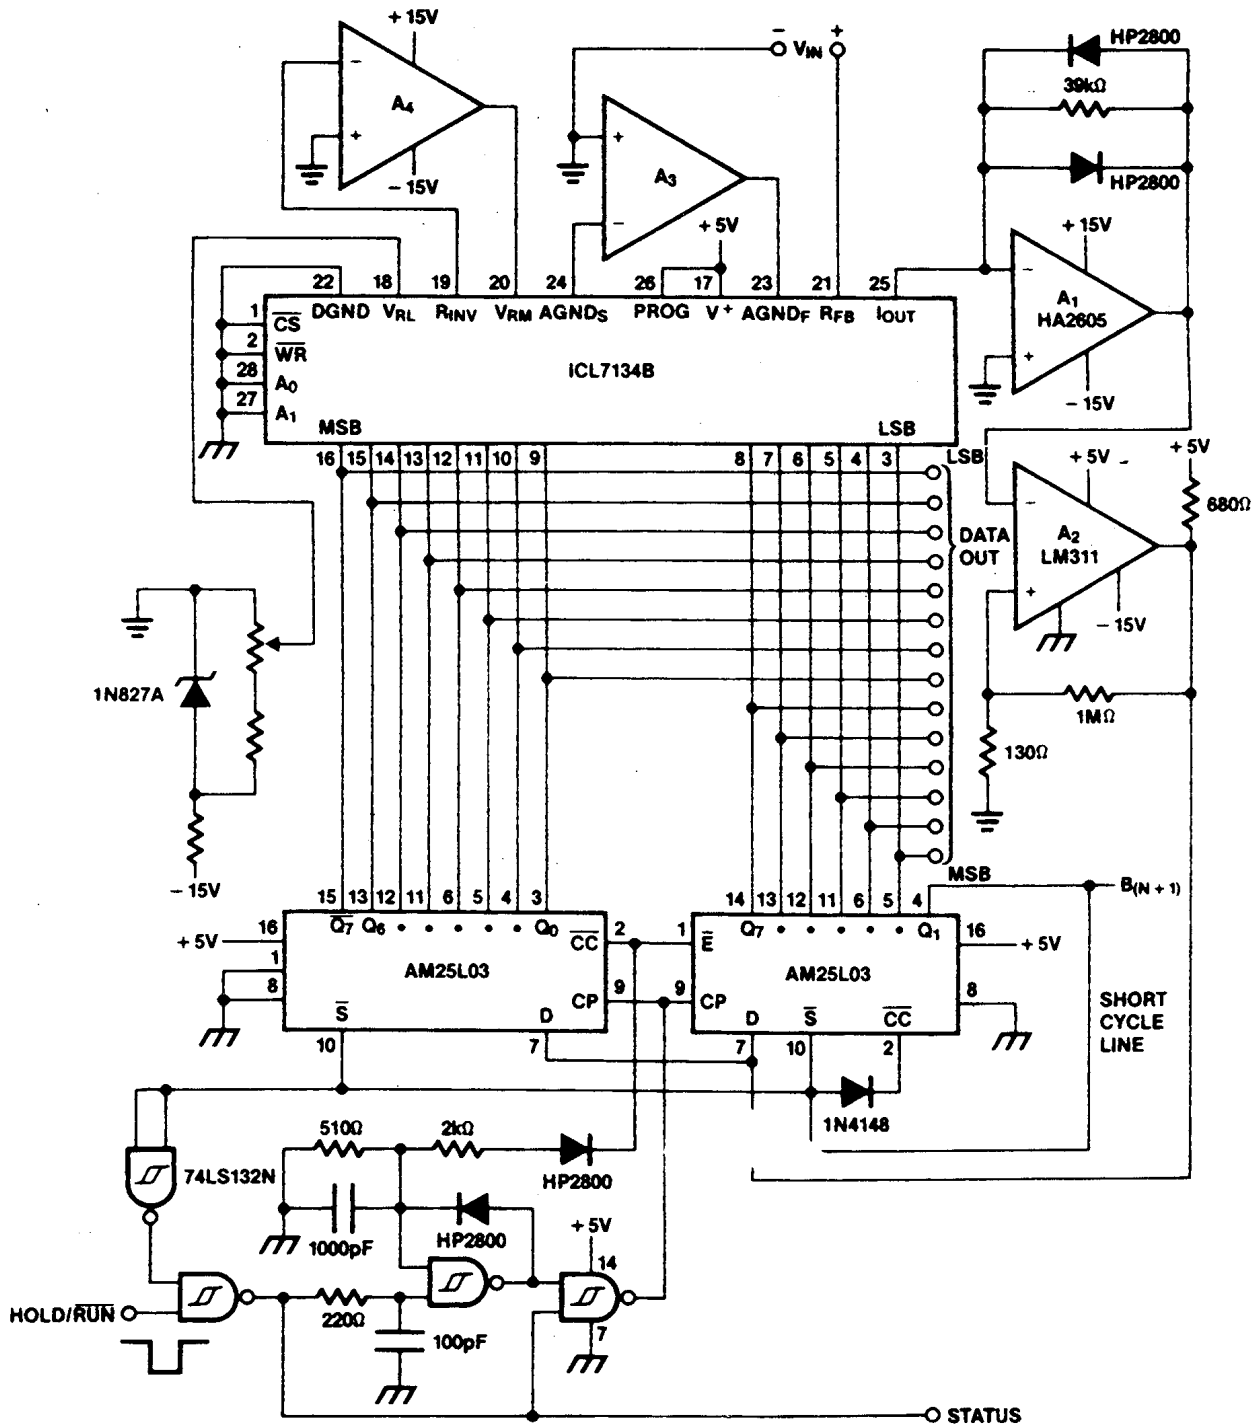 + 15V
A4
−
+
− 15V
− VIN +
+
−
A3
+ 5V
HP2800
39kΩ
HP2800
+ 15V
−
A1
HA2605
+
− 15V
22 18 19 20 24 26 17 23 21 25
DGND VRL RINV VRM AGNDS PROG V+ AGNDF RFB IOUT
1 CS
2 WR
28 A0
27 A1
ICL7134B
MSB LSB
16 15 14 13 12 11 10 9 8 7 6 5 4 3
LSB
DATA
OUT
MSB
+ 5V
680Ω
+ 5V
−
A2
LM311
+
− 15V
1MΩ
130Ω
1N827A
− 15V
15 13 12 11 6 5 4 3
Q7 Q6 • • • • • Q0
+ 5V 16
1
8
AM25L03
CC 2
CP 9
S D
10 7
14 13 12 11 6 5 4
Q7 • • • • • Q1
1 E
9 CP
AM25L03
16 + 5V
8
D S CC
7 10 2
B(N + 1)
SHORT
CYCLE
LINE
1N4148
510Ω
2kΩ
HP2800
74LS132N
1000pF
HP2800
+ 5V
14
7
HOLD/RUN
220Ω
100pF
STATUS